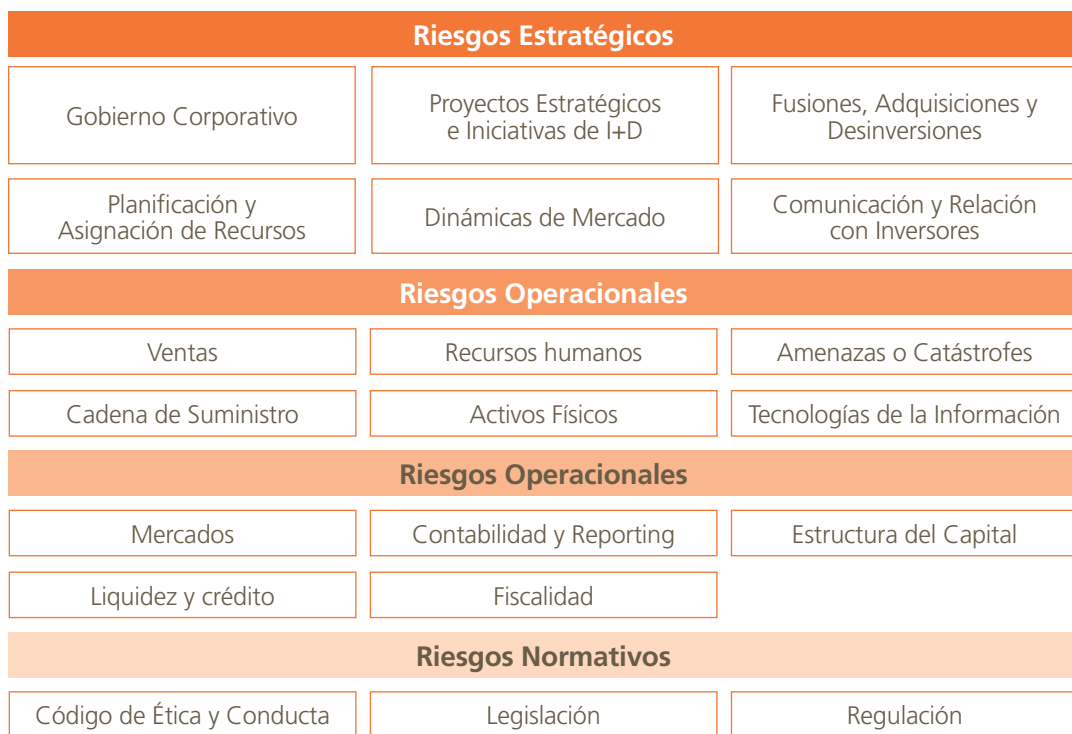 Riesgos Estratégicos
Gobierno Corporativo
Proyectos Estratégicos
e Iniciativas de I+D
Fusiones, Adquisiciones y
Desinversiones
Planificación y
Asignación de Recursos
Dinámicas de Mercado
Comunicación y Relación
con Inversores
Riesgos Operacionales
Ventas
Recursos humanos
Amenazas o Catástrofes
Cadena de Suministro
Activos Físicos
Tecnologías de la Información
Riesgos Operacionales
Mercados
Contabilidad y Reporting
Estructura del Capital
Liquidez y crédito
Fiscalidad
Riesgos Normativos
Código de Ética y Conducta
Legislación
Regulación